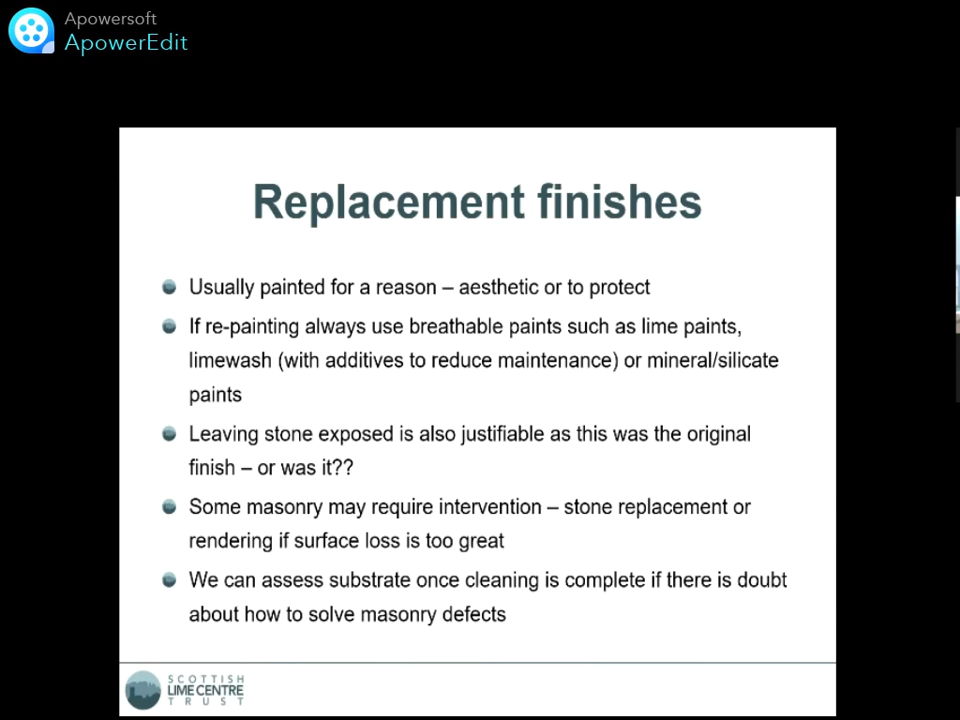 Apowersoft
ApowerEdit
Replacement finishes
Usually painted for a reason – aesthetic or to protect
If re-painting always use breathable paints such as lime paints,
limewash (with additives to reduce maintenance) or mineral/silicate
paints
Leaving stone exposed is also justifiable as this was the original
finish – or was it??
Some masonry may require intervention – stone replacement or
rendering if surface loss is too great
We can assess substrate once cleaning is complete if there is doubt
about how to solve masonry defects
SCOTTISH
LIME CENTRE
TRUST